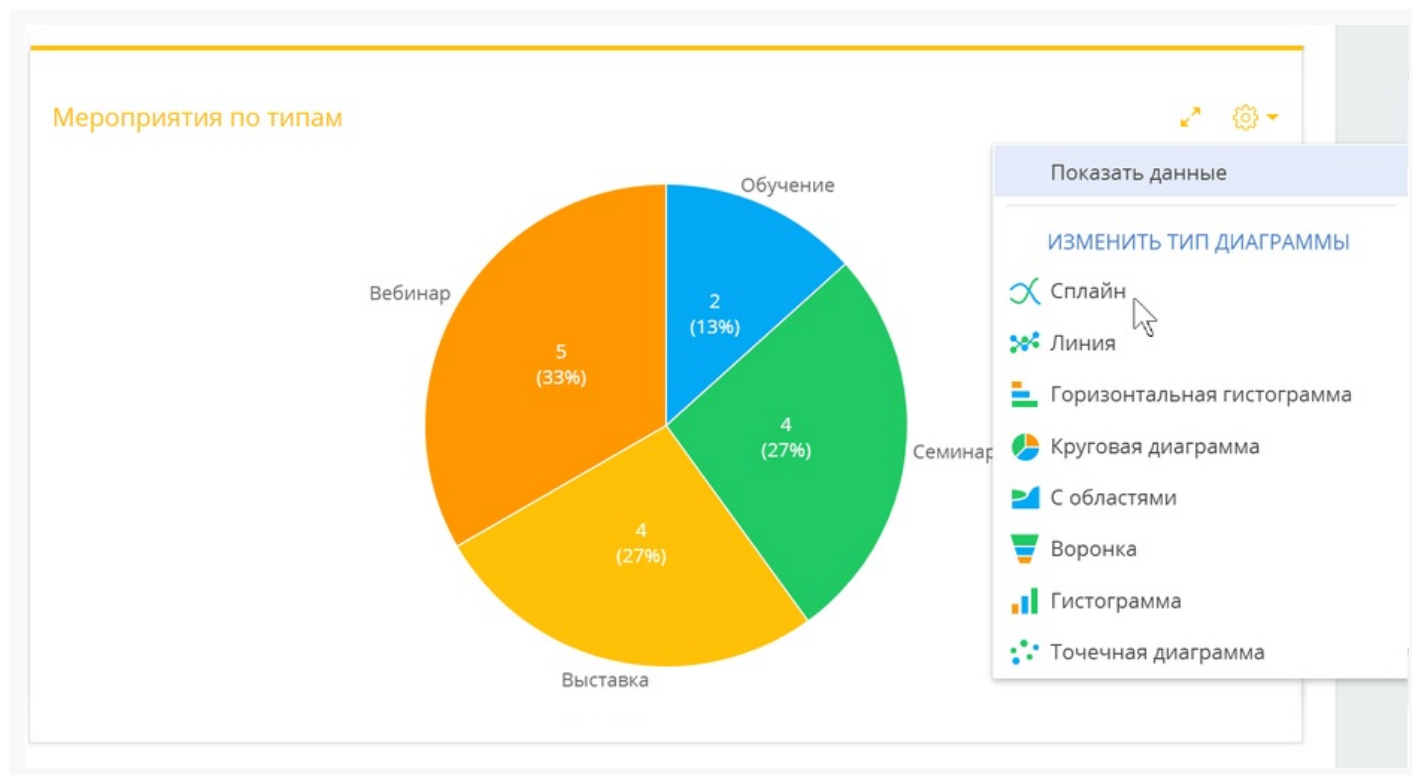 Мероприятия по типам
Показать данные
ИЗМЕНИТЬ ТИП ДИАГРАММЫ
Сплайн
Линия
Горизонтальная гистограмма
Круговая диаграмма
С областями
Воронка
Гистограмма
Точечная диаграмма
Обучение
2
(13%)
Семинар
4
(27%)
Выставка
4
(27%)
Вебинар
5
(33%)